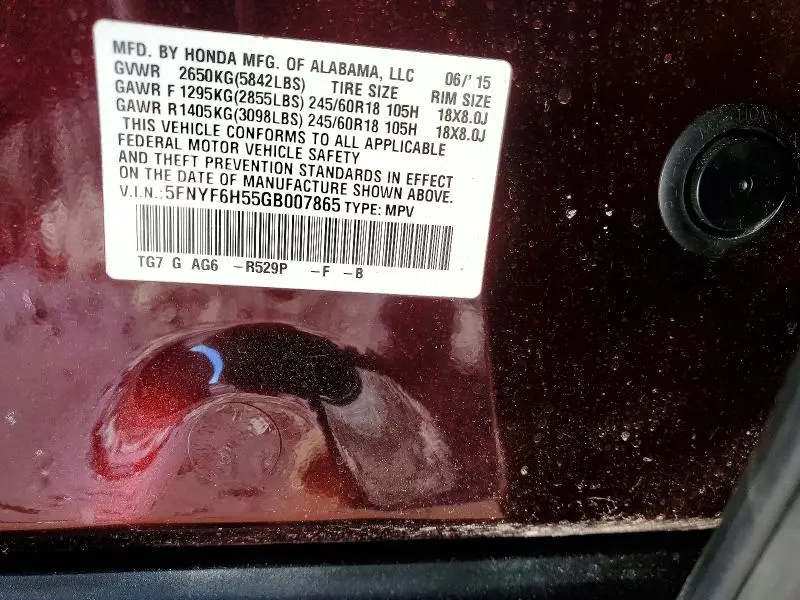 MFD. BY HONDA MFG. OF ALABAMA, LLC 06/'15
GVWR 2650KG(5842LBS) TIRE SIZE RIM SIZE
GAWR F 1295KG(2855LBS) 245/60R18 105H 18X8.0J
GAWR R1405KG(3098LBS) 245/60R18 105H 18X8.0J
THIS VEHICLE CONFORMS TO ALL APPLICABLE
FEDERAL MOTOR VEHICLE SAFETY
AND THEFT PREVENTION STANDARDS IN EFFECT
ON THE DATE OF MANUFACTURE SHOWN ABOVE.
V.I.N.:5FNYF6H55GB007865 TYPE: MPV
TG7 G AG6 -R529P -F -B